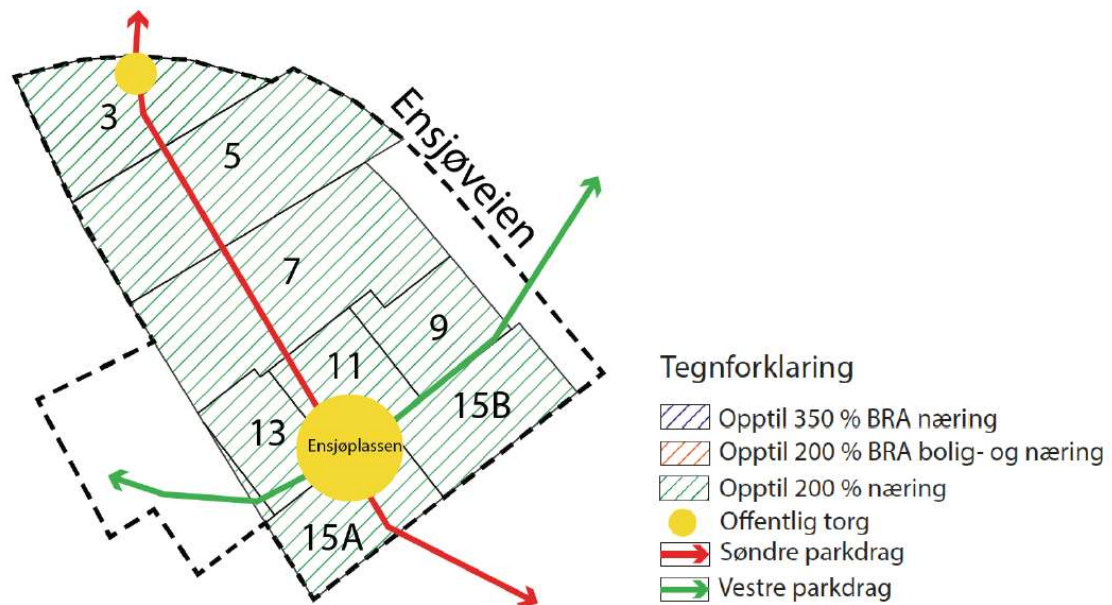 3
5
Ensjøveien
7
9
11
15B
13
Ensjøplassen
15A
Tegnforklaring
Opptil 350 % BRA næring
Opptil 200 % BRA bolig- og næring
Opptil 200 % næring
Offentlig torg
Søndre parkdrag
Vestre parkdrag